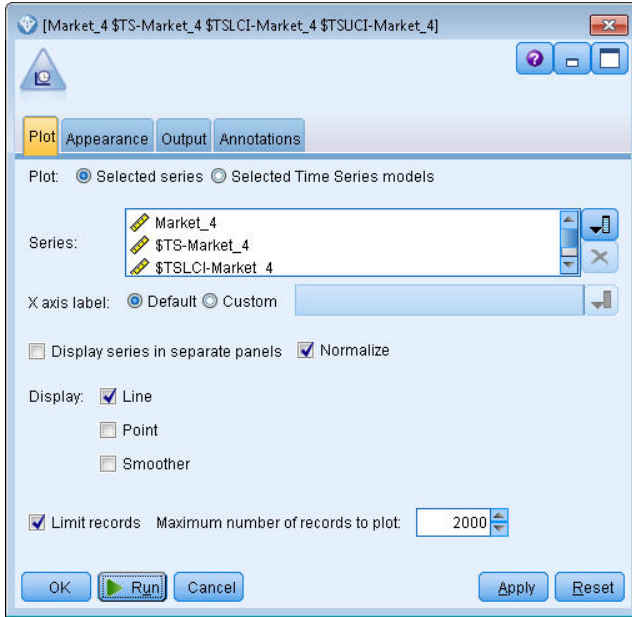 [Market_4 $TS-Market_4 $TSLCI-Market_4 $TSUCI-Market_4]
Plot Appearance Output Annotations
Plot: Selected series Selected Time Series models
Series:
Market_4
$TS-Market_4
$TSLCI-Market_4
X axis label: Default Custom
Display series in separate panels Normalize
Display: Line
Point
Smoother
Limit records Maximum number of records to plot: 2000
OK Run Cancel Apply Reset